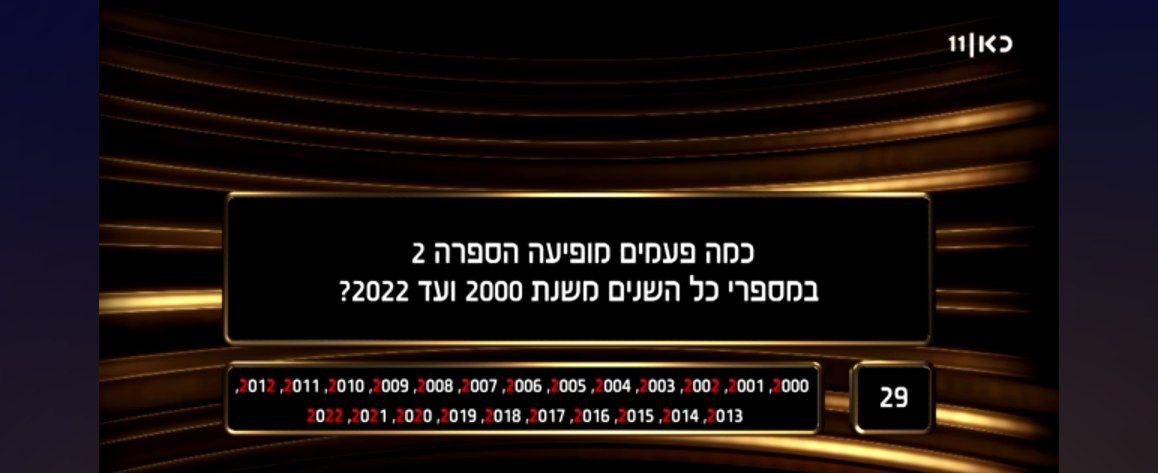 כאן|11
כמה פעמים מופיעה הספרה 2
במספרי כל השנים משנת 2000 ועד 2022?
2000, 2001, 2002, 2003, 2004, 2005, 2006, 2007, 2008, 2009, 2010, 2011, 2012,
2013, 2014, 2015, 2016, 2017, 2018, 2019, 2020, 2021, 2022
29